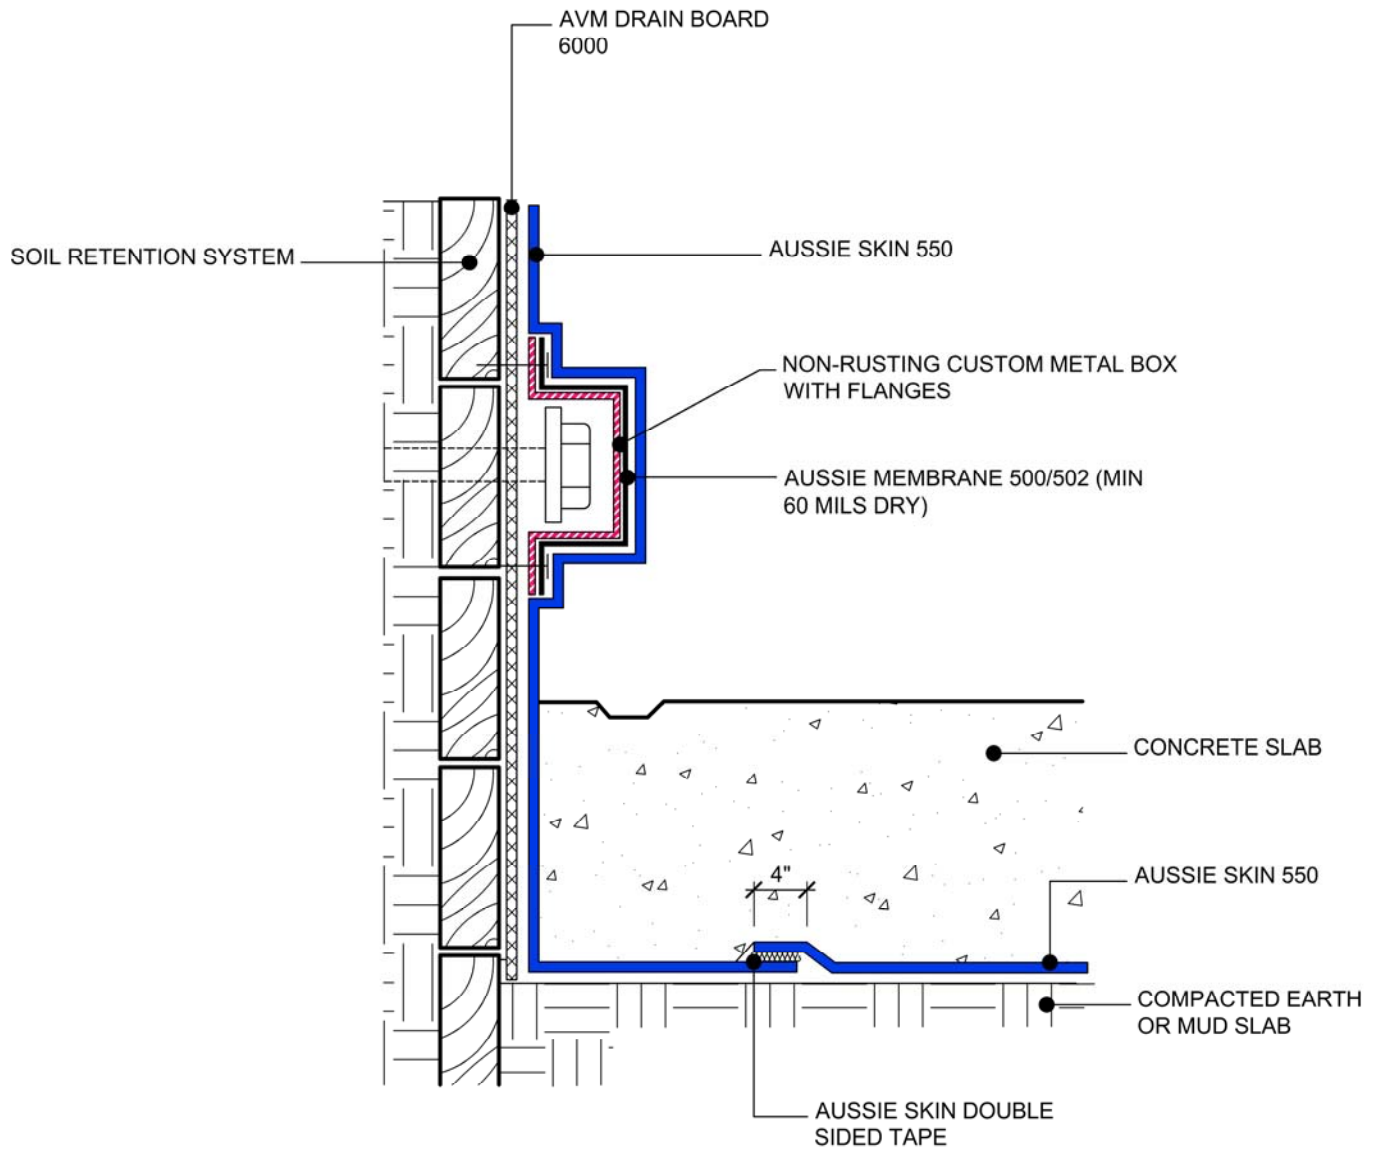 AVM DRAIN BOARD
6000
SOIL RETENTION SYSTEM
AUSSIE SKIN 550
NON-RUSTING CUSTOM METAL BOX
WITH FLANGES
AUSSIE MEMBRANE 500/502 (MIN
60 MILS DRY)
CONCRETE SLAB
4"
AUSSIE SKIN 550
COMPACTED EARTH
OR MUD SLAB
AUSSIE SKIN DOUBLE
SIDED TAPE